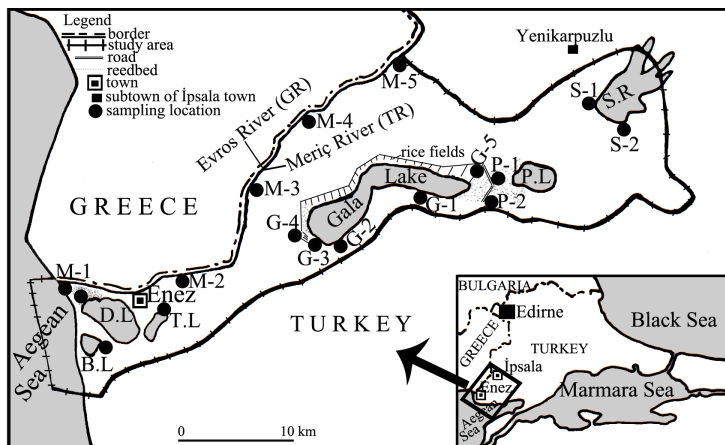 Legend
border
study area
road
reedbed
town
subtown of İpsala town
sampling location
Yenikarpuzlu
M-5
S-1
S.R
S-2
M-4
Evros River (GR)
Meriç River (TR)
rice fields
G-5
P-1
P.L
M-3
Lake
Gala
G-1
P-2
GREECE
G-4
G-3
G-2
M-1
M-2
Enez
D.L
T.L
B.L
Aegean
Sea
TURKEY
0 10 km
BULGARIA
Edirne
GREECE
TURKEY
Black Sea
İpsala
Enez
Marmara Sea
Aegean
Sea